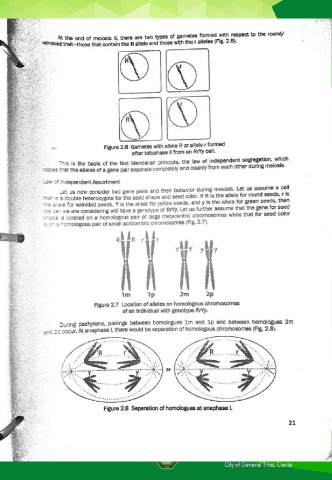 At the end of meiosis II, there are two types of gametes formed with respect to the round/
wrinkled trait—those that contain the R allele and those with the r alleles (Fig. 2.6).
R r
R r
Figure 2.6 Gametes with allele R or allele r formed
after telophase II from an RrYy cell.
This is the basis of the first Mendelian principle, the law of independent segregation, which
states that the alleles of a gene pair separate completely and cleanly from each other during meiosis.
Law of Independent Assortment
Let us now consider two gene pairs and their behavior during meiosis. Let us assume a cell
that is a double heterozygote for the seed shape and seed color. If R is the allele for round seeds, r is
the allele for wrinkled seeds, Y is the allele for yellow seeds, and y is the allele for green seeds, then
the cell we are considering will have a genotype of RrYy. Let us further assume that the gene for seed
shape is located on a homologous pair of large metacentric chromosomes while that for seed color
is on a homologous pair of small acrocentric chromosomes (Fig. 2.7).
R R r r
Y Y y y
1m 1p 2m 2p
Figure 2.7 Location of alleles on homologous chromosomes
of an individual with genotype RrYy.
During pachytene, pairings between homologues 1m and 1p and between homologues 2m
and 2p occur. At anaphase I, there would be separation of homologous chromosomes (Fig. 2.8).
R r or R r
Figure 2.8 Seperation of homologues at anaphase I.
21
City of General Trias, Cavite